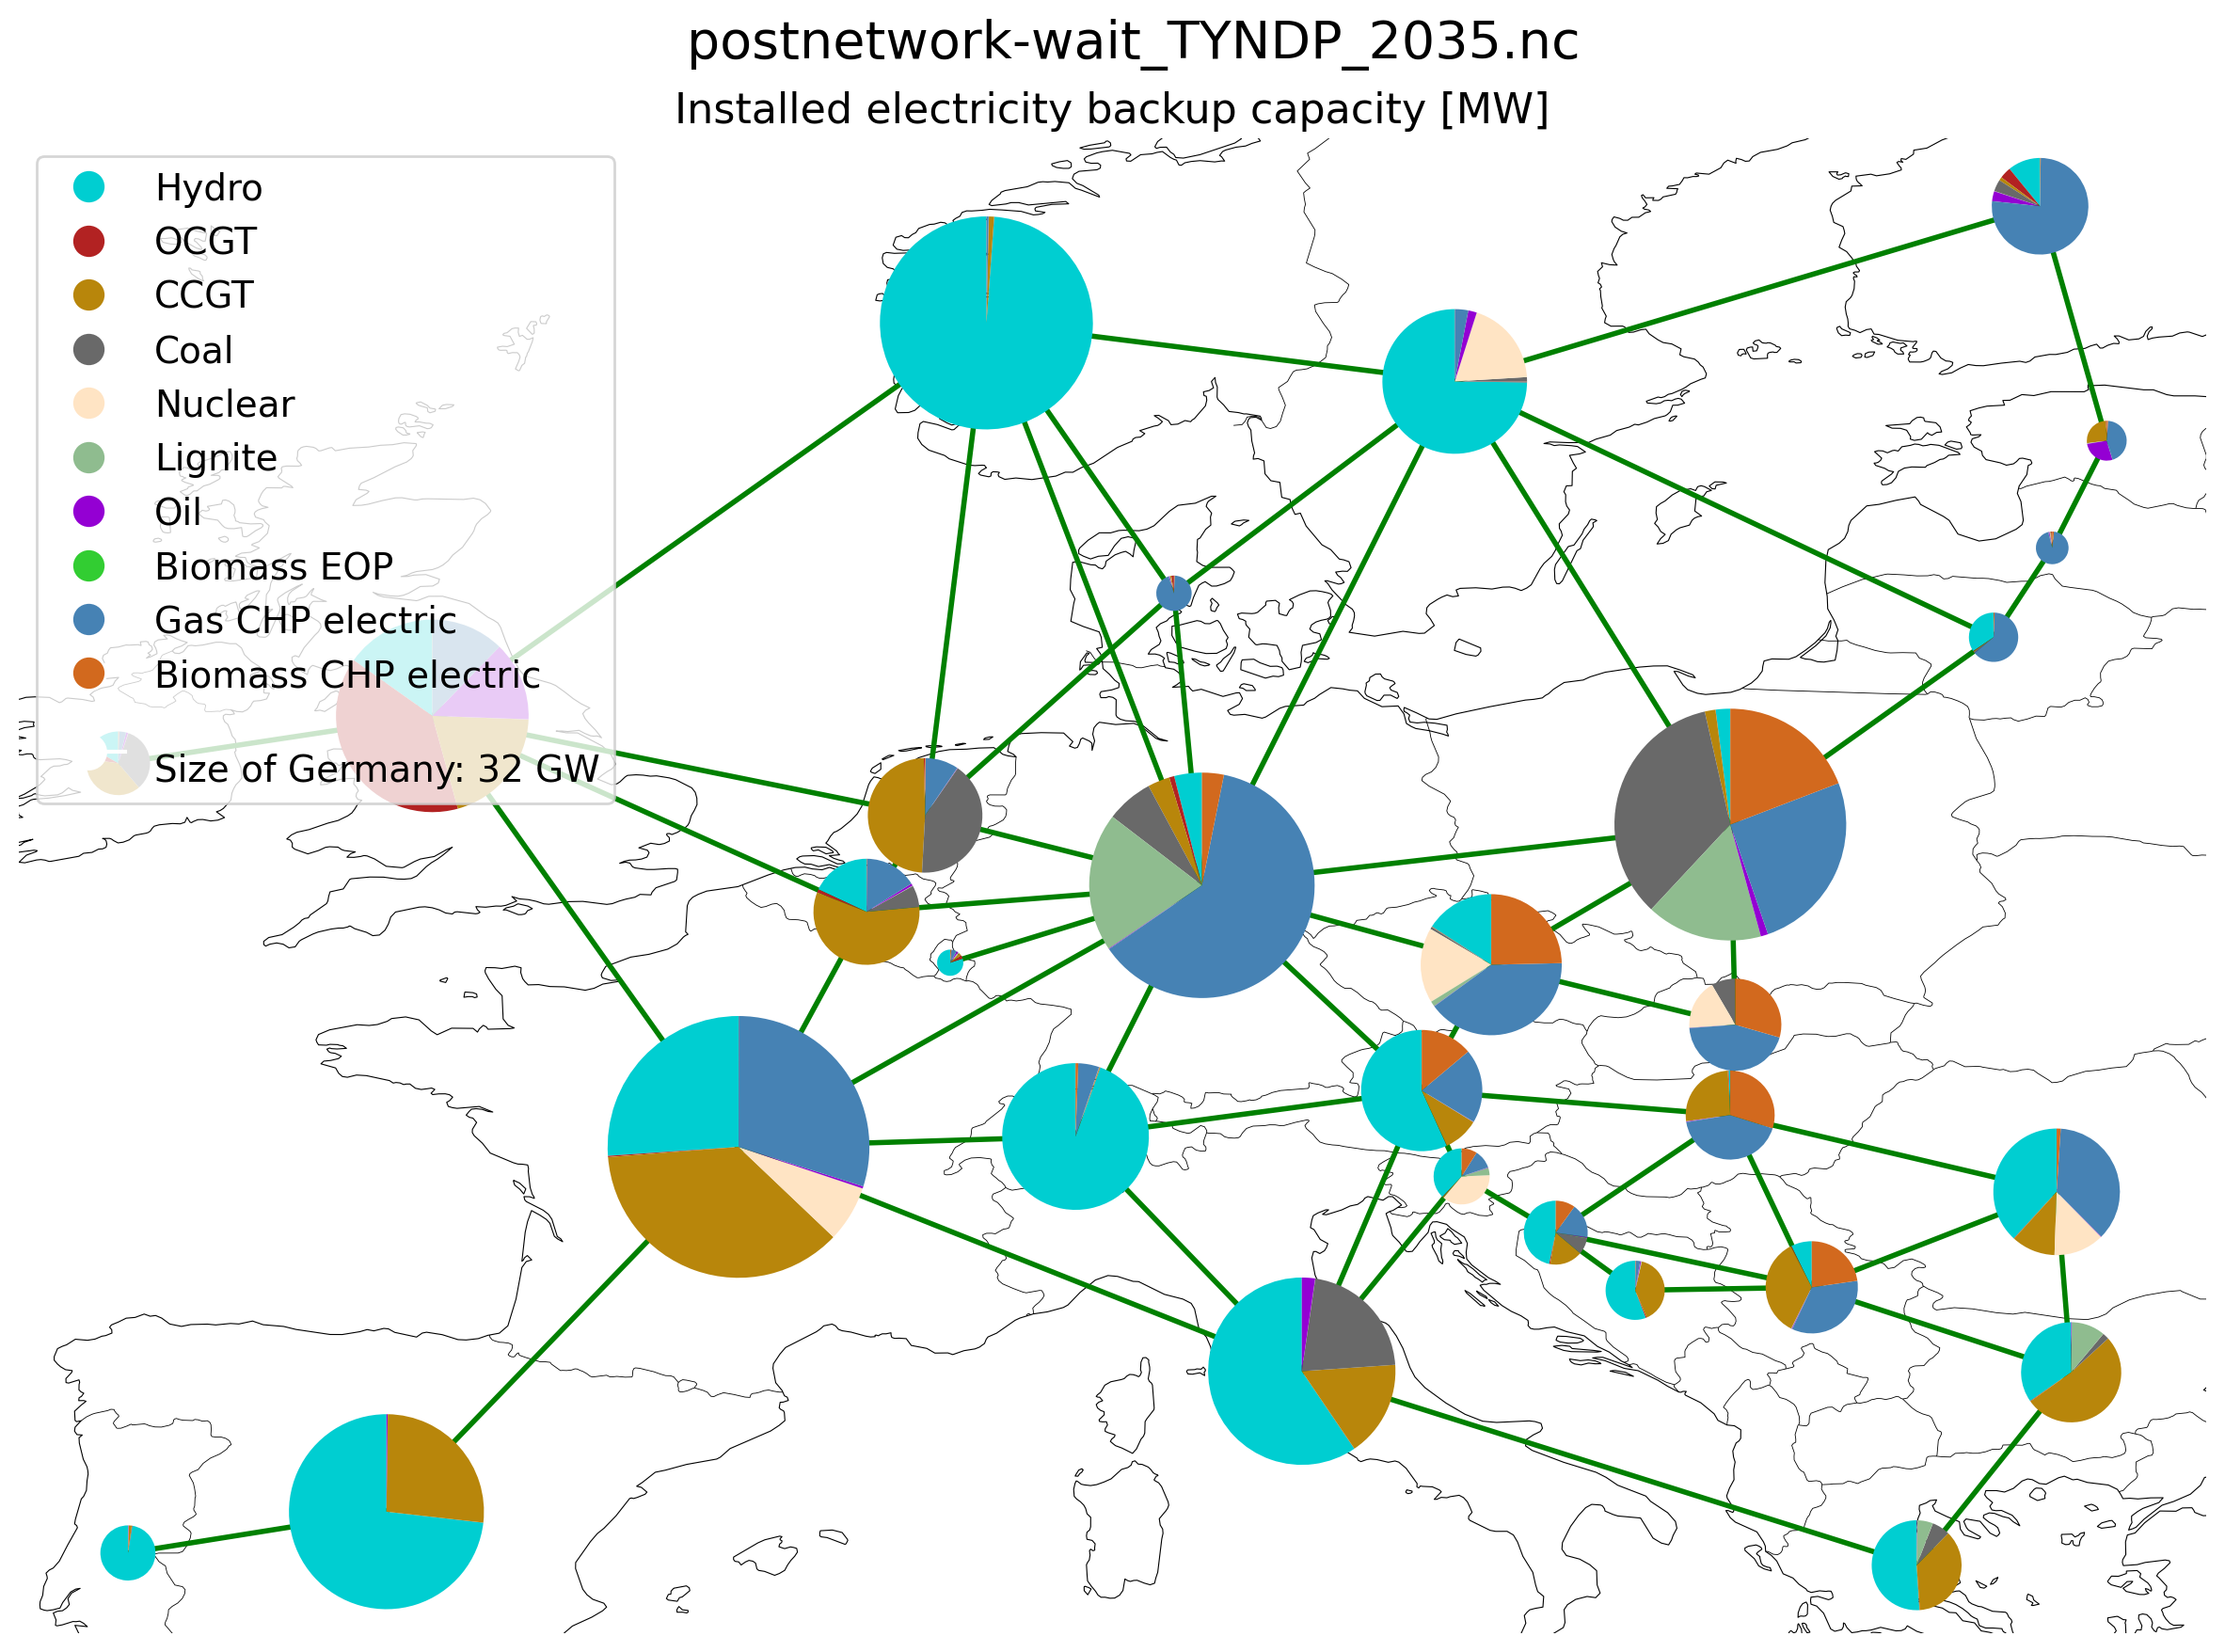 postnetwork-wait_TYNDP_2035.nc
Installed electricity backup capacity [MW]
Hydro
OCGT
CCGT
Coal
Nuclear
Lignite
Oil
Biomass EOP
Gas CHP electric
Biomass CHP electric
Size of Germany: 32 GW